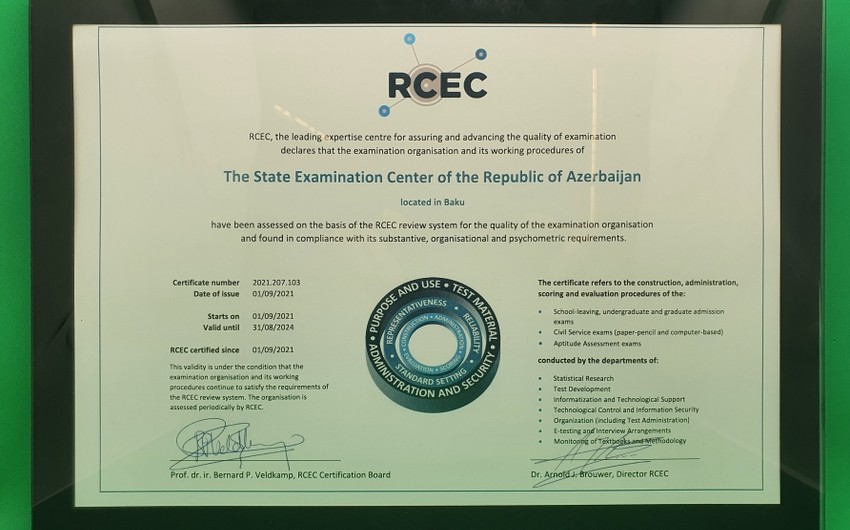 RCEC
RCEC, the leading expertise centre for assuring and advancing the quality of examination
declares that the examination organisation and its working procedures of
The State Examination Center of the Republic of Azerbaijan
located in Baku
have been assessed on the basis of the RCEC review system for the quality of the examination organisation
and found in compliance with its substantive, organisational and psychometric requirements.
Certificate number 2021.207.103
Date of issue 01/09/2021
Starts on 01/09/2021
Valid until 31/08/2024
RCEC certified since 01/09/2021
This validity is under the condition that the
examination organisation and its working
procedures continue to satisfy the requirements of
the RCEC review system. The organisation is
assessed periodically by RCEC.
• PURPOSE AND USE • TEST MATERIAL
• ADMINISTRATION AND SECURITY
REPRESENTATIVENESS • RELIABILITY
• STANDARD SETTING •
CONSTRUCTION • ADMINISTRATION
• EVALUATION • SCORING
The certificate refers to the construction, administration,
scoring and evaluation procedures of the:
• School-leaving, undergraduate and graduate admission
exams
• Civil Service exams (paper-pencil and computer-based)
• Aptitude Assessment exams
conducted by the departments of:
• Statistical Research
• Test Development
• Informatization and Technological Support
• Technological Control and Information Security
• Organization (including Test Administration)
• E-testing and Interview Arrangements
• Monitoring of Textbooks and Methodology
Prof. dr. ir. Bernard P. Veldkamp, RCEC Certification Board
Dr. Arnold J. Brouwer, Director RCEC